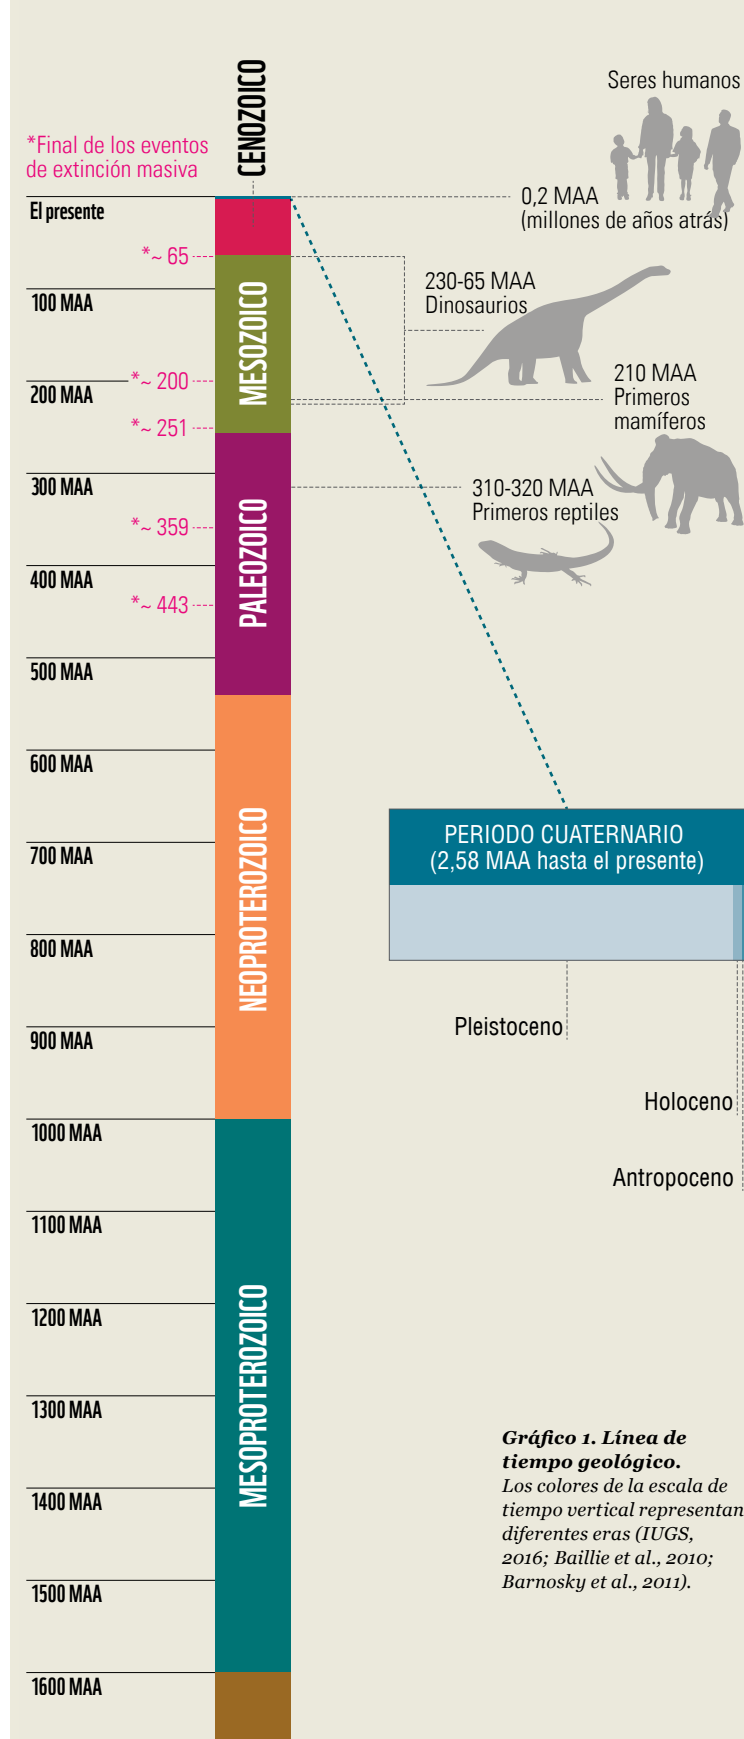 CENOZOICO
Seres humanos
*Final de los eventos
de extinción masiva
0,2 MAA
(millones de años atrás)
El presente
*~ 65
230-65 MAA
Dinosaurios
100 MAA
MESOZOICO
*~ 200
200 MAA
210 MAA
Primeros
mamíferos
*~ 251
300 MAA
310-320 MAA
Primeros reptiles
*~ 359
PALEOZOICO
400 MAA
*~ 443
500 MAA
600 MAA
700 MAA
NEOPROTEROZOICO
PERIODO CUATERNARIO
(2,58 MAA hasta el presente)
800 MAA
900 MAA
Pleistoceno
Holoceno
1000 MAA
Antropoceno
1100 MAA
1200 MAA
MESOPROTEROZOICO
1300 MAA
1400 MAA
1500 MAA
1600 MAA
Gráfico 1. Línea de
tiempo geológico.
Los colores de la escala de
tiempo vertical representan
diferentes eras (IUGS,
2016; Baillie et al., 2010;
Barnosky et al., 2011).